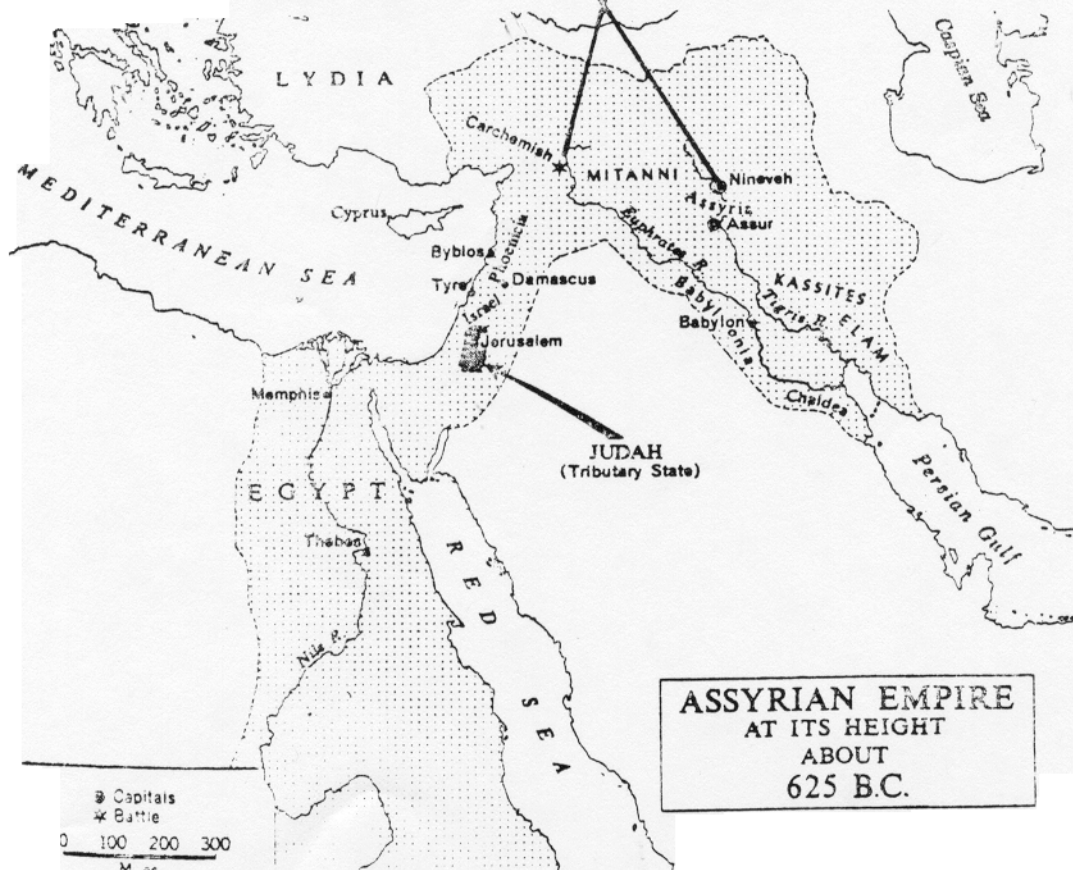 LYDIA
Caspian Sea
Carchemish
MITANNI
Nineveh
Assyria
Assur
MEDITERRANEAN SEA
Cyprus
Euphrates R.
Byblos
Phoenicia
KASSITES
Tyre
Damascus
Babylonia
Tigris R.
Israel
Babylon
ELAM
Jorusalem
Memphis
Chaldea
JUDAH
(Tributary State)
EGYPT
Persian Gulf
Thebes
RED SEA
Nile R.
ASSYRIAN EMPIRE
AT ITS HEIGHT
ABOUT
625 B.C.
Capitals
Battle
0 100 200 300